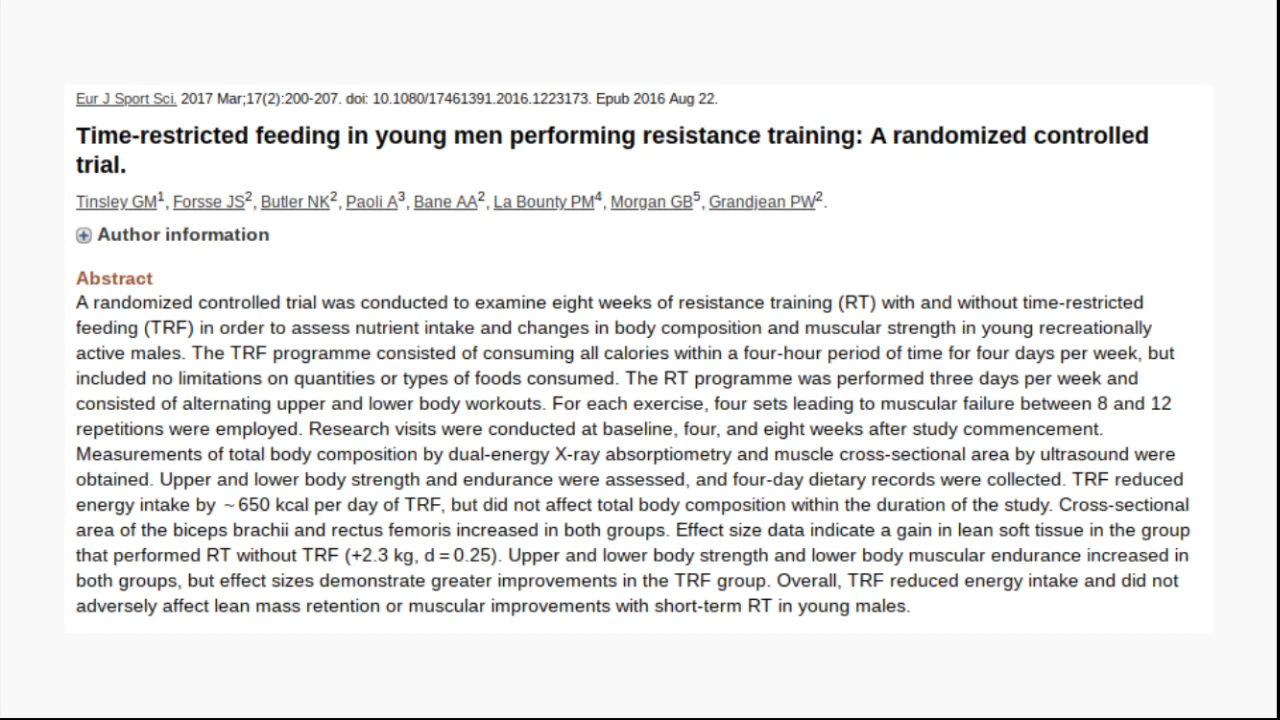 Eur J Sport Sci. 2017 Mar;17(2):200-207. doi: 10.1080/17461391.2016.1223173. Epub 2016 Aug 22.
Time-restricted feeding in young men performing resistance training: A randomized controlled
trial.
Tinsley GM1, Forsse JS2, Butler NK2, Paoli A3, Bane AA2, La Bounty PM4, Morgan GB5, Grandjean PW2.
Author information
Abstract
A randomized controlled trial was conducted to examine eight weeks of resistance training (RT) with and without time-restricted
feeding (TRF) in order to assess nutrient intake and changes in body composition and muscular strength in young recreationally
active males. The TRF programme consisted of consuming all calories within a four-hour period of time for four days per week, but
included no limitations on quantities or types of foods consumed. The RT programme was performed three days per week and
consisted of alternating upper and lower body workouts. For each exercise, four sets leading to muscular failure between 8 and 12
repetitions were employed. Research visits were conducted at baseline, four, and eight weeks after study commencement.
Measurements of total body composition by dual-energy X-ray absorptiometry and muscle cross-sectional area by ultrasound were
obtained. Upper and lower body strength and endurance were assessed, and four-day dietary records were collected. TRF reduced
energy intake by ~650 kcal per day of TRF, but did not affect total body composition within the duration of the study. Cross-sectional
area of the biceps brachii and rectus femoris increased in both groups. Effect size data indicate a gain in lean soft tissue in the group
that performed RT without TRF (+2.3 kg, d = 0.25). Upper and lower body strength and lower body muscular endurance increased in
both groups, but effect sizes demonstrate greater improvements in the TRF group. Overall, TRF reduced energy intake and did not
adversely affect lean mass retention or muscular improvements with short-term RT in young males.